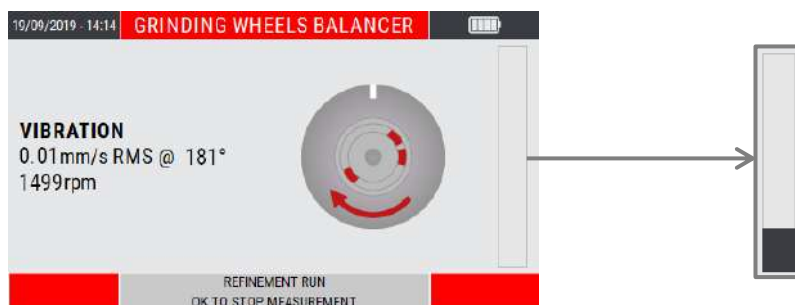 19/09/2019 - 14:14 GRINDING WHEELS BALANCER
VIBRATION
0.01mm/s RMS @ 181°
1499rpm
REFINEMENT RUN
OK TO STOP MEASUREMENT